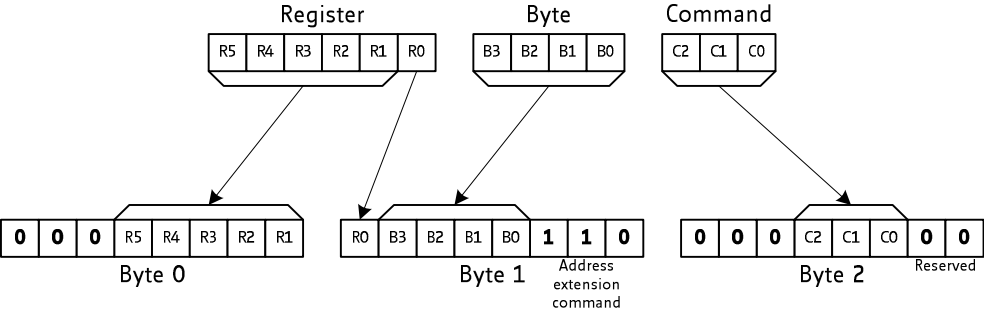 Register Byte Command
R5 R4 R3 R2 R1 R0 B3 B2 B1 B0 C2 C1 C0
0 0 0 R5 R4 R3 R2 R1 R0 B3 B2 B1 B0 1 1 0 0 0 0 C2 C1 C0 0 0
Byte 0 Byte 1 Address Byte 2 Reserved
extension
command